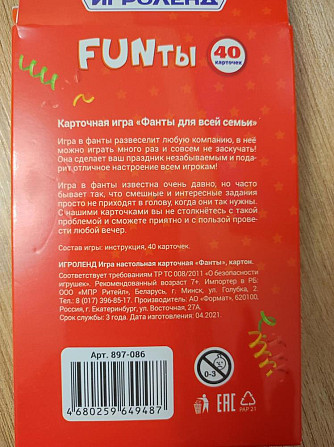 ИГРОЛЕНД
FUNты
40
карточек
Карточная игра «Фанты для всей семьи»
Игра в фанты развеселит любую компанию, в неё
можно играть много раз и совсем не заскучать!
Она сделает ваш праздник незабываемым и пода-
рит,отличное настроение всем игрокам!
Игра в фанты известна очень давно, но часто
бывает так, что смешные и интересные задания
просто не приходят в голову, когда они так нужны.
С нашими карточками вы не столкнётесь с такой
проблемой и сможете приятно и с пользой прове-
сти любой вечер.
Состав игры: инструкция, 40 карточек.
ИГРОЛЕНД Игра настольная карточная «Фанты», картон.
Соответствует требованиям ТР ТС 008/2011 «О безопасности
игрушек». Рекомендованный возраст 7+. Импортер в РБ:
ООО «МПР Ритейл», Беларусь, г. Минск, ул. Голубка, 2.
Тел.: 8 (017) 396-85-17. Производитель: АО «Формат», 620100,
Россия, г. Екатеринбург, ул. Восточная, 27А.
Срок службы: 3 года. Дата изготовления: 04.2021.
Арт. 897-086
4 680259 649487
0-3
EAC
PAP 21